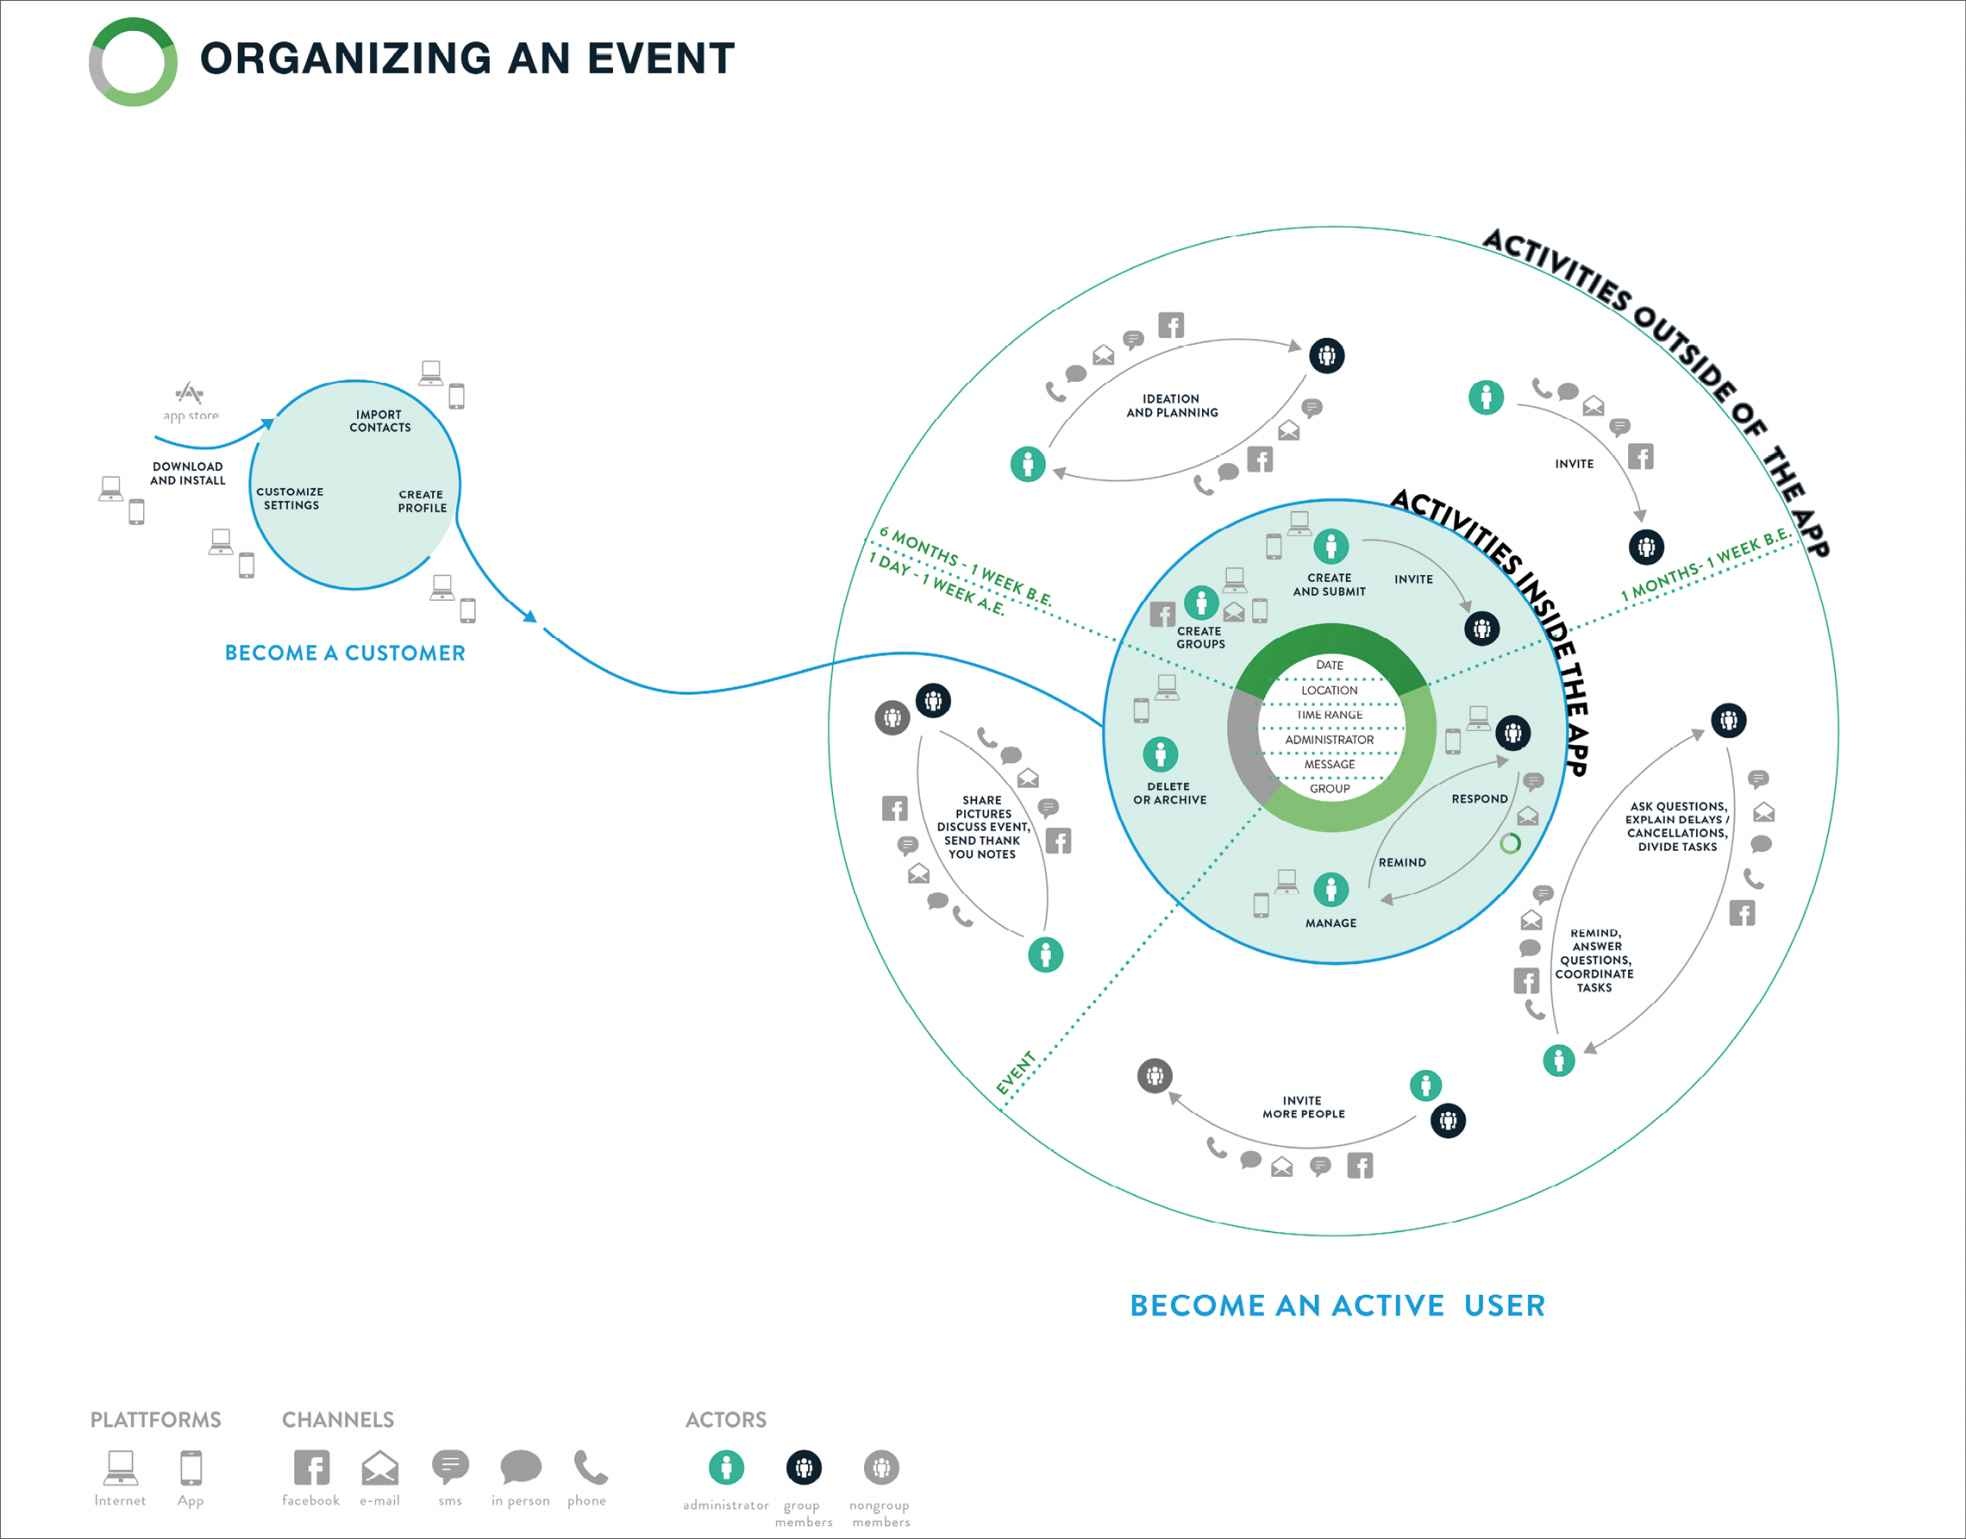 ORGANIZING AN EVENT
ACTIVITIES OUTSIDE OF THE APP
app store
DOWNLOAD
AND INSTALL
IMPORT
CONTACTS
CUSTOMIZE
SETTINGS
CREATE
PROFILE
BECOME A CUSTOMER
IDEATION
AND PLANNING
INVITE
ACTIVITIES INSIDE THE APP
6 MONTHS - 1 WEEK B.E.
1 DAY - 1 WEEK A.E.
1 MONTHS- 1 WEEK B.E.
CREATE
AND SUBMIT
INVITE
CREATE
GROUPS
DATE
LOCATION
TIME RANGE
ADMINISTRATOR
MESSAGE
GROUP
DELETE
OR ARCHIVE
RESPOND
REMIND
MANAGE
SHARE
PICTURES
DISCUSS EVENT,
SEND THANK
YOU NOTES
ASK QUESTIONS,
EXPLAIN DELAYS /
CANCELLATIONS,
DIVIDE TASKS
REMIND,
ANSWER
QUESTIONS,
COORDINATE
TASKS
EVENT
INVITE
MORE PEOPLE
BECOME AN ACTIVE USER
PLATTFORMS
Internet
App
CHANNELS
facebook
e-mail
sms
in person
phone
ACTORS
administrator
group
members
nongroup
members